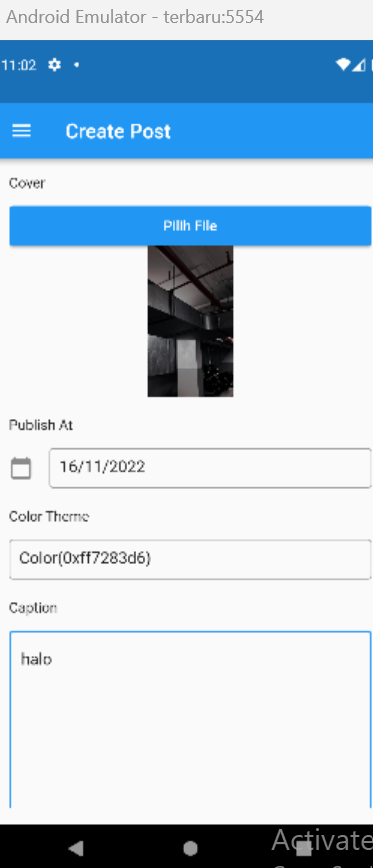 Android Emulator - terbaru:5554
11:02
Create Post
Cover
Pilih File
Publish At
16/11/2022
Color Theme
Color(0xff7283d6)
Caption
halo
Activate